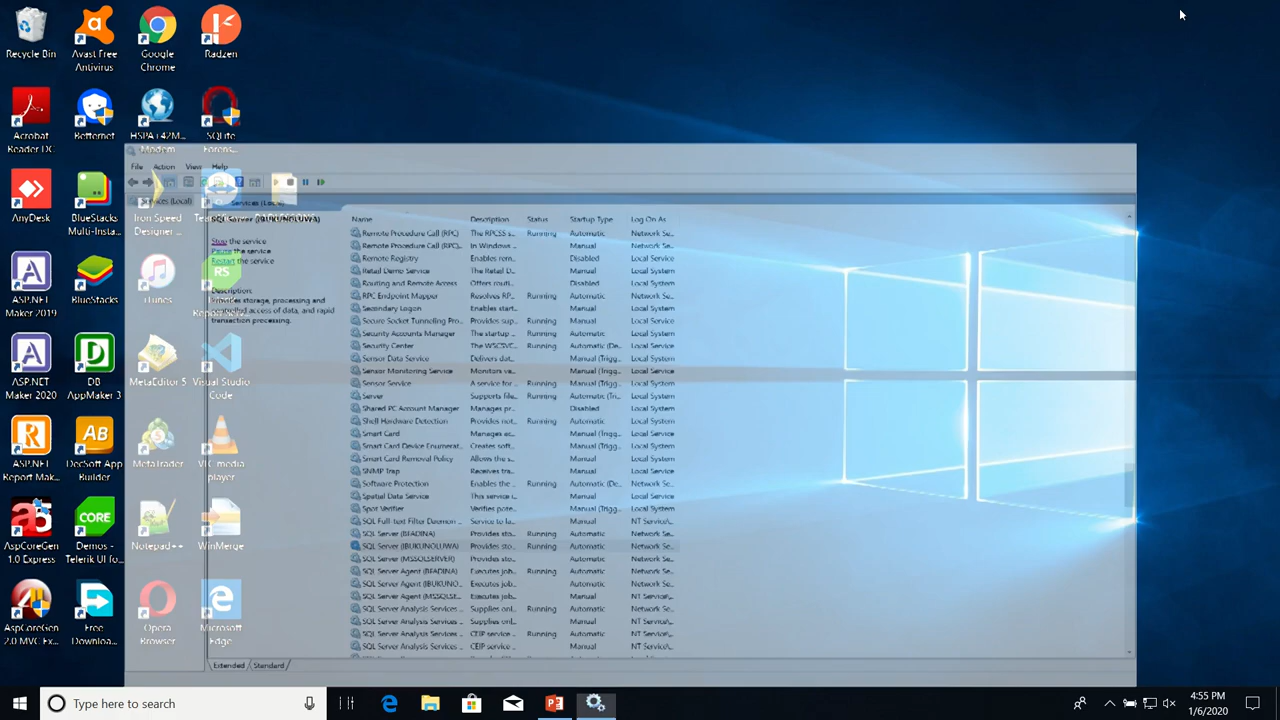 Recycle Bin
Avast Free Antivirus
Google Chrome
Radzen
Acrobat Reader DC
Betternet
HSPA+42M... Modem
SQLite Forens...
File Action View Help
AnyDesk
BlueStacks Multi-Insta...
Iron Speed Designer ...
Services (Local)
Services (Local)
SQL Server (IBUKUNOLUWA)
Stop the service
Pause the service
Restart the service
Description:
Provides storage, processing and
access of data, and rapid
transaction processing.
ASP.NET Maker 2019
BlueStacks
iTunes
ASP.NET Maker 2020
DB AppMaker 3
MetaEditor 5
Visual Studio Code
ASP.NET Report Mak...
DecSoft App Builder
MetaTrader
VLC media player
AspCoreGen 1.0 Express
Demos - Telerik UI fo...
Notepad++
WinMerge
AspCoreGen 2.0 MVC Ex...
Free Downloa...
Opera Browser
Microsoft Edge
Name Description Status Startup Type Log On As
Remote Procedure Call (RPC) The RPCSS s... Running Automatic Network Se...
Remote Procedure Call (RPC)... In Windows ... Manual Network Se...
Remote Registry Enables rem... Disabled Local Service
Retail Demo Service The Retail D... Manual Local System
Routing and Remote Access Offers routi... Disabled Local System
RPC Endpoint Mapper Resolves RP... Running Automatic Network Se...
Secondary Logon Enables start... Manual Local System
Secure Socket Tunneling Pro... Provides sup... Running Manual Local Service
Security Accounts Manager The startup ... Running Automatic Local System
Security Center The WSCSVC... Running Automatic (De... Local Service
Sensor Data Service Delivers dat... Manual (Trigg... Local System
Sensor Monitoring Service Monitors va... Manual (Trigg... Local Service
Sensor Service A service for ... Running Manual (Trigg... Local System
Server Supports file... Running Automatic (Tri... Local System
Shared PC Account Manager Manages pr... Disabled Local System
Shell Hardware Detection Provides not... Running Automatic Local System
Smart Card Manages ac... Manual (Trigg... Local Service
Smart Card Device Enumerat... Creates soft... Manual (Trigg... Local System
Smart Card Removal Policy Allows the s... Manual Local System
SNMP Trap Receives tra... Manual Local Service
Software Protection Enables the ... Running Automatic (De... Network Se...
Spatial Data Service This service i... Manual Local Service
Spot Verifier Verifies pote... Manual (Trigg... Local System
SQL Full-text Filter Daemon ... Service to la... Manual NT Service\...
SQL Server (BFADINA) Provides sto... Running Automatic Network Se...
SQL Server (IBUKUNOLUWA) Provides sto... Running Automatic Network Se...
SQL Server (MSSQLSERVER) Provides sto... Automatic Network Se...
SQL Server Agent (BFADINA) Executes job... Running Automatic Network Se...
SQL Server Agent (IBUKUNO... Executes job... Automatic Network Se...
SQL Server Agent (MSSQLSE... Executes job... Manual NT Service\...
SQL Server Analysis Services ... Supplies onl... Running Automatic NT Service\...
SQL Server Analysis Services ... Supplies onl... Manual NT Service\...
SQL Server Analysis Services ... CEIP service ... Running Automatic NT Service\...
SQL Server Analysis Services ... CEIP service ... Manual NT Service\...
Extended Standard
Type here to search
4:55 PM
1/6/2020